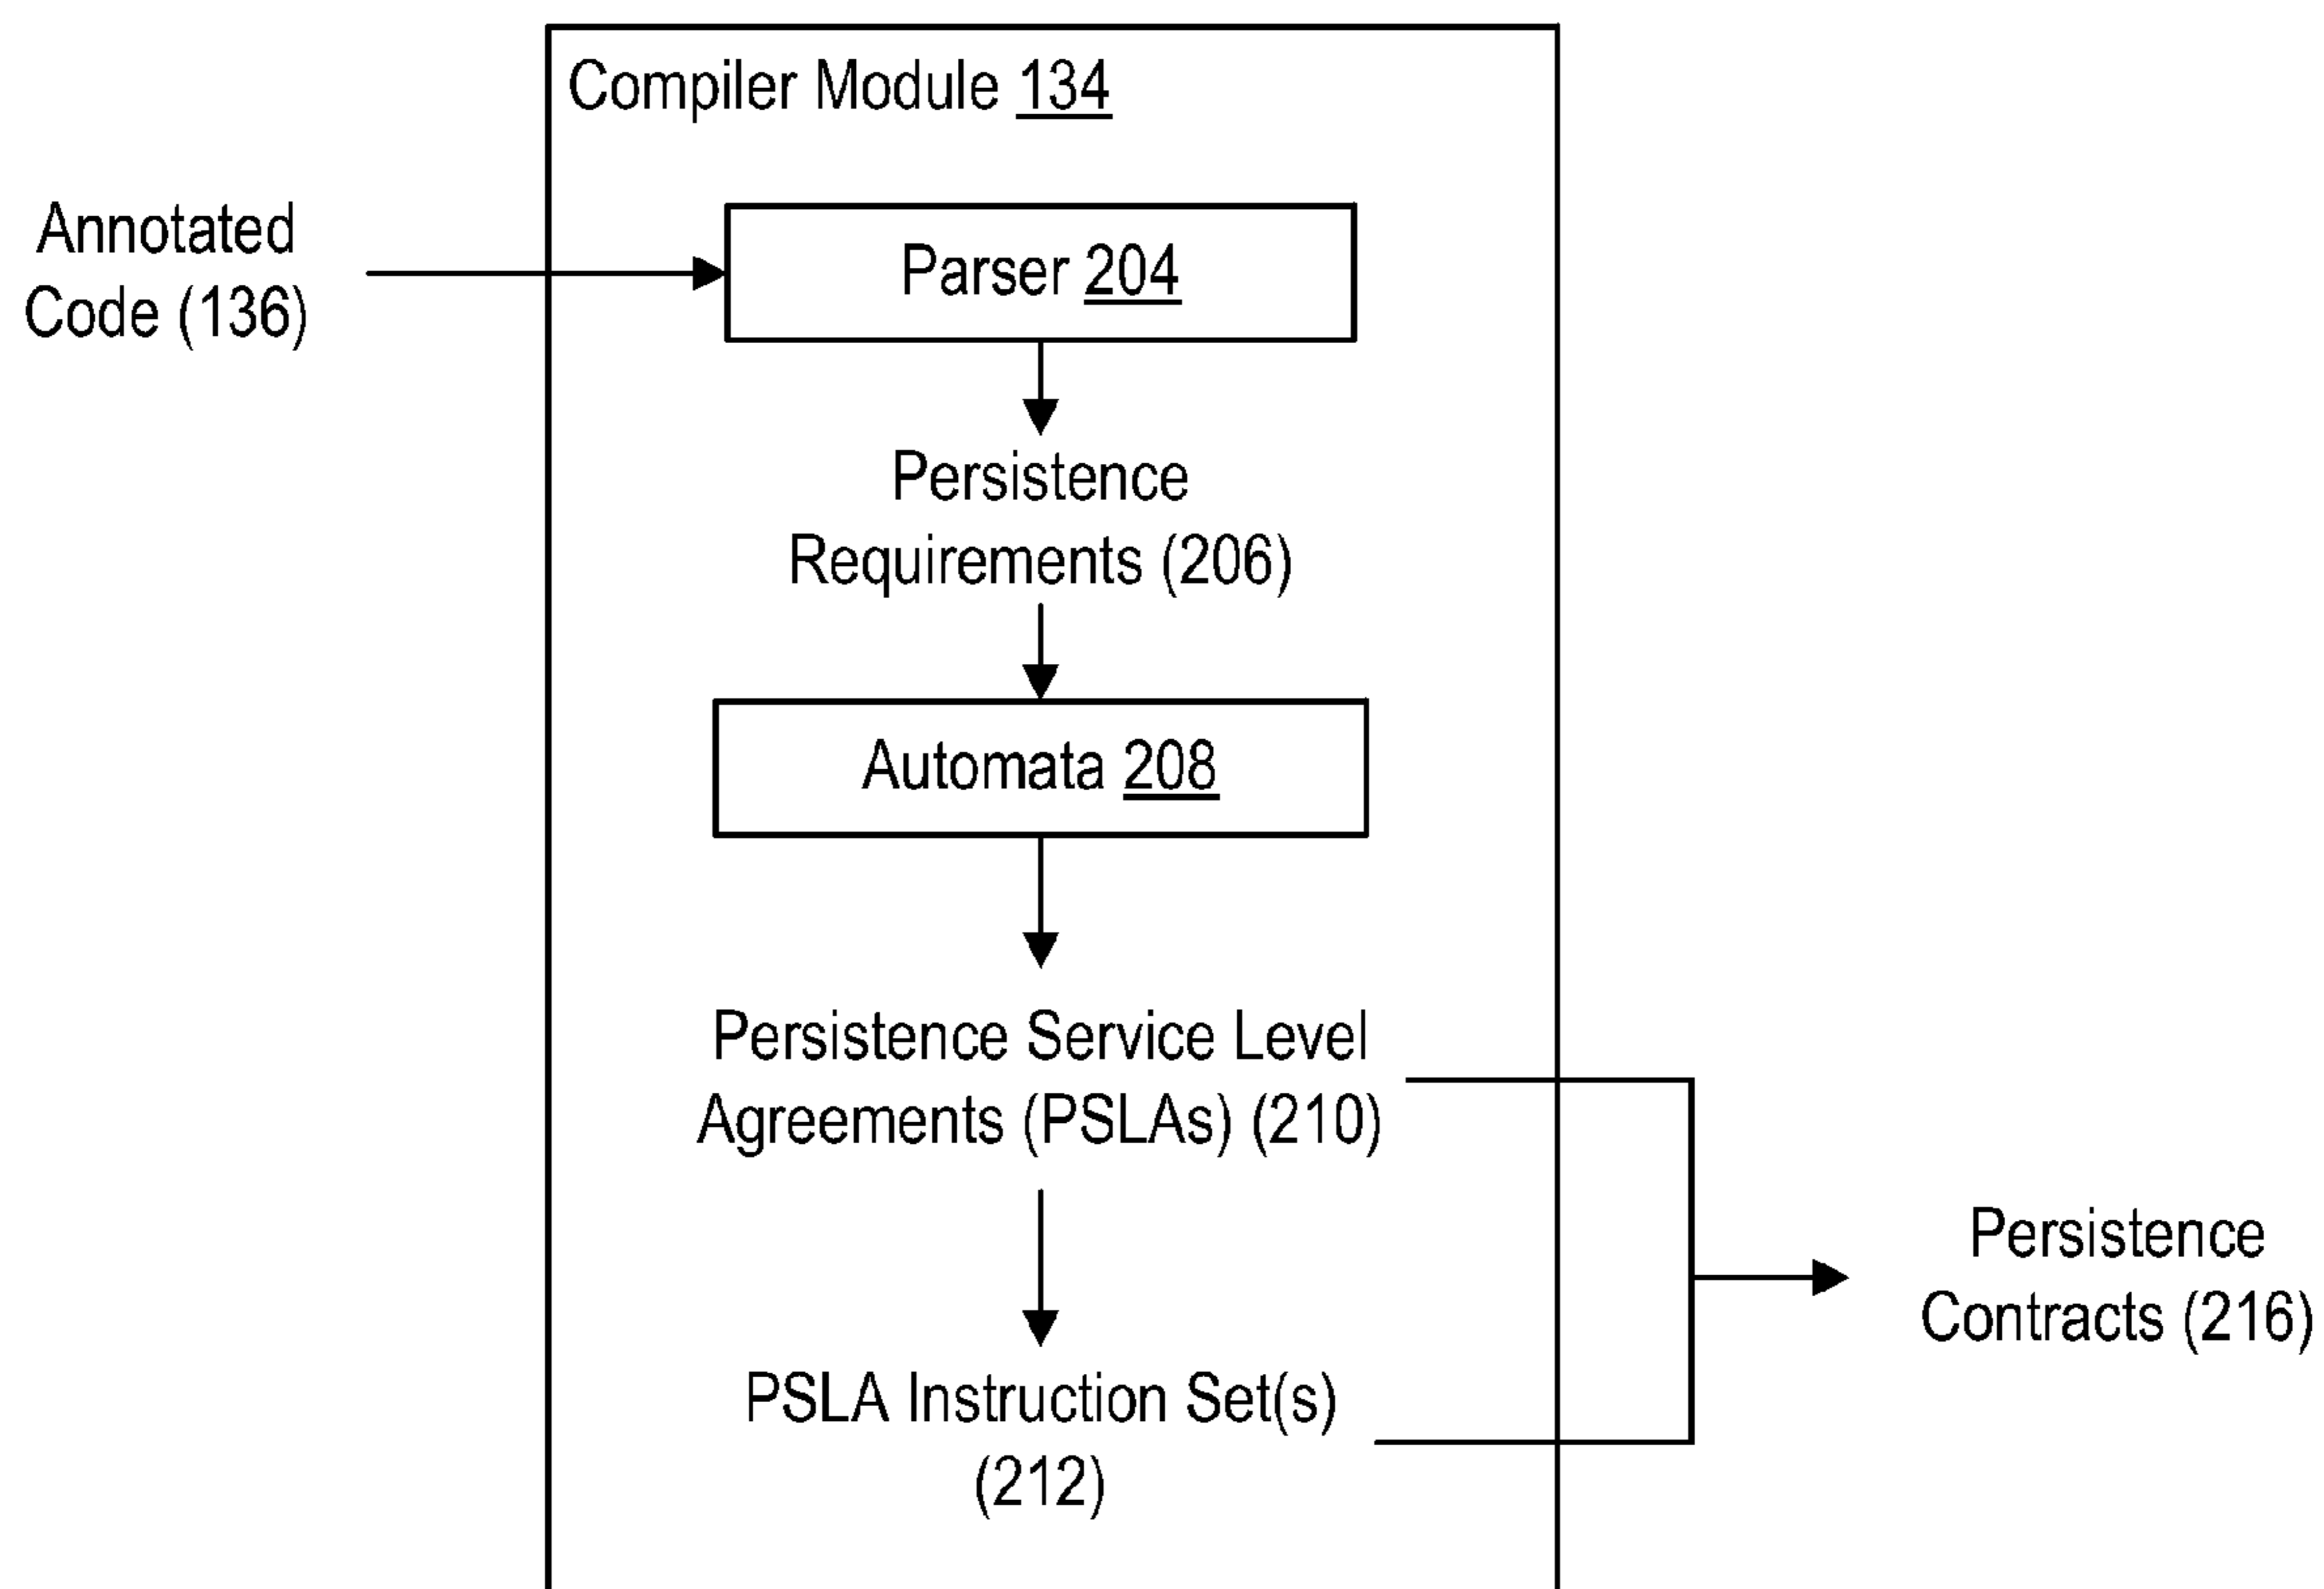 Compiler Module 134
Annotated
Code (136)
Parser 204
Persistence
Requirements (206)
Automata 208
Persistence Service Level
Agreements (PSLAs) (210)
PSLA Instruction Set(s)
(212)
Persistence
Contracts (216)